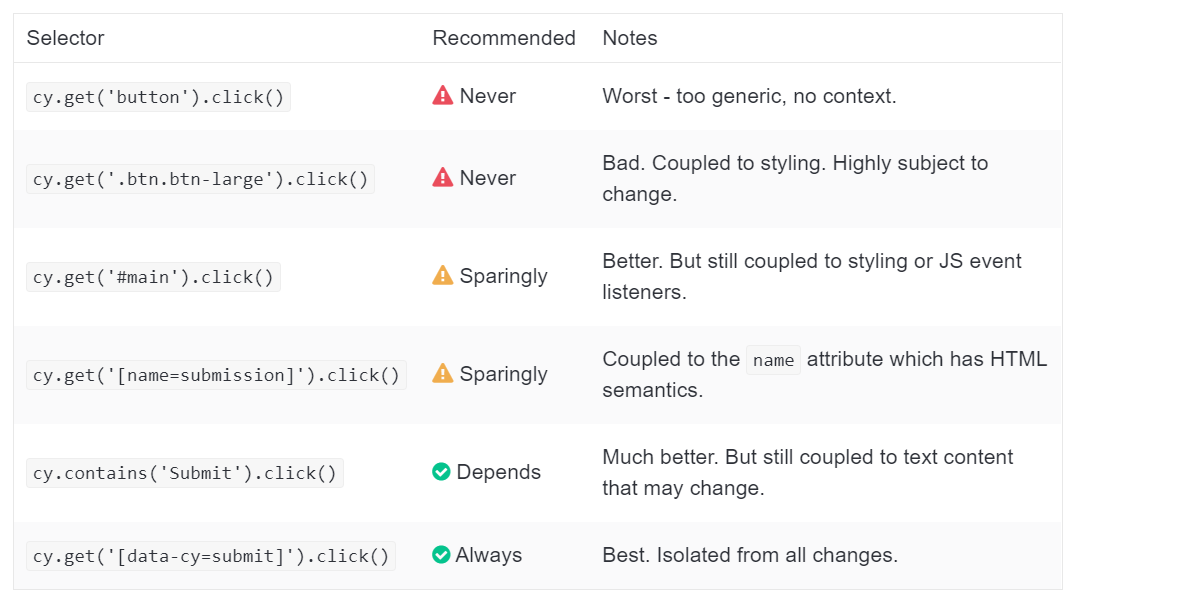 Selector Recommended Notes
cy.get('button').click() Never Worst - too generic, no context.
cy.get('.btn.btn-large').click() Never Bad. Coupled to styling. Highly subject to
change.
cy.get('#main').click() Sparingly Better. But still coupled to styling or JS event
listeners.
cy.get('[name=submission]').click() Sparingly Coupled to the name attribute which has HTML
semantics.
cy.contains('Submit').click() Depends Much better. But still coupled to text content
that may change.
cy.get('[data-cy=submit]').click() Always Best. Isolated from all changes.